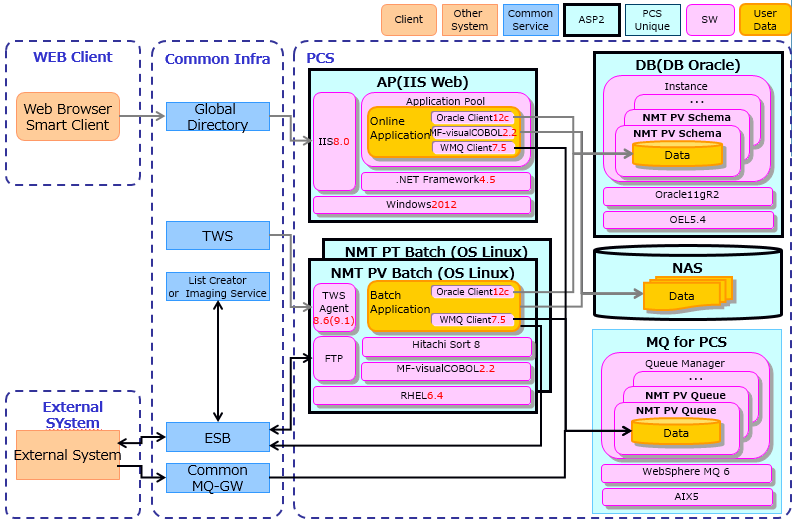 Client
Other
System
Common
Service
ASP2
PCS
Unique
SW
User
Data
WEB Client
Web Browser
Smart Client
Common Infra
Global
Directory
TWS
List Creator
or Imaging Service
ESB
Common
MQ-GW
External
SYstem
External System
PCS
AP(IIS Web)
IIS8.0
Application Pool
Online
Application
Oracle Client12c
MF-visualCOBOL2.2
WMQ Client7.5
.NET Framework4.5
Windows2012
NMT PT Batch (OS Linux)
NMT PV Batch (OS Linux)
TWS
Agent
8.6(9.1)
Batch
Application
Oracle Client12c
WMQ Client7.5
FTP
Hitachi Sort 8
MF-visualCOBOL2.2
RHEL6.4
DB(DB Oracle)
Instance
...
NMT PV Schema
NMT PV Schema
Data
Oracle11gR2
OEL5.4
NAS
Data
MQ for PCS
Queue Manager
...
NMT PV Queue
NMT PV Queue
Data
WebSphere MQ 6
AIX5